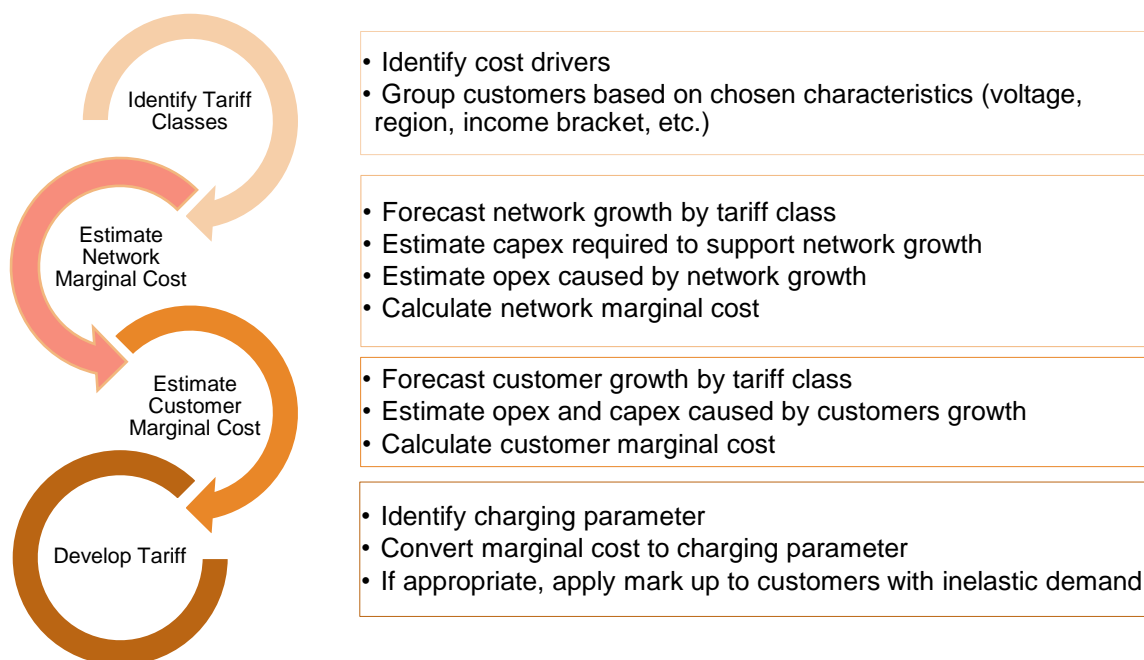 Identify Tariff
Classes
• Identify cost drivers
• Group customers based on chosen characteristics (voltage,
region, income bracket, etc.)
Estimate
Network
Marginal Cost
• Forecast network growth by tariff class
• Estimate capex required to support network growth
• Estimate opex caused by network growth
• Calculate network marginal cost
Estimate
Customer
Marginal Cost
• Forecast customer growth by tariff class
• Estimate opex and capex caused by customers growth
• Calculate customer marginal cost
Develop Tariff
• Identify charging parameter
• Convert marginal cost to charging parameter
• If appropriate, apply mark up to customers with inelastic demand